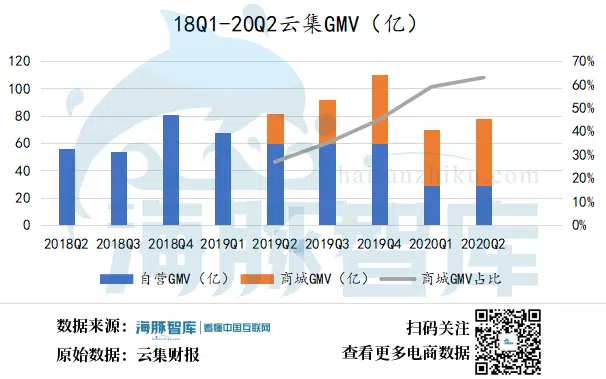 18Q1-20Q2云集GMV（亿）
120
100
80
60
40
20
0
70%
60%
50%
40%
30%
20%
10%
0%
2018Q2 2018Q3 2018Q4 2019Q1 2019Q2 2019Q3 2019Q4 2020Q1 2020Q2
自营GMV（亿） 商城GMV（亿） 商城GMV占比
海豚智库
haitunzhiku.com
数据来源：海豚智库 看懂中国互联网
原始数据：云集财报
扫码关注
查看更多电商数据